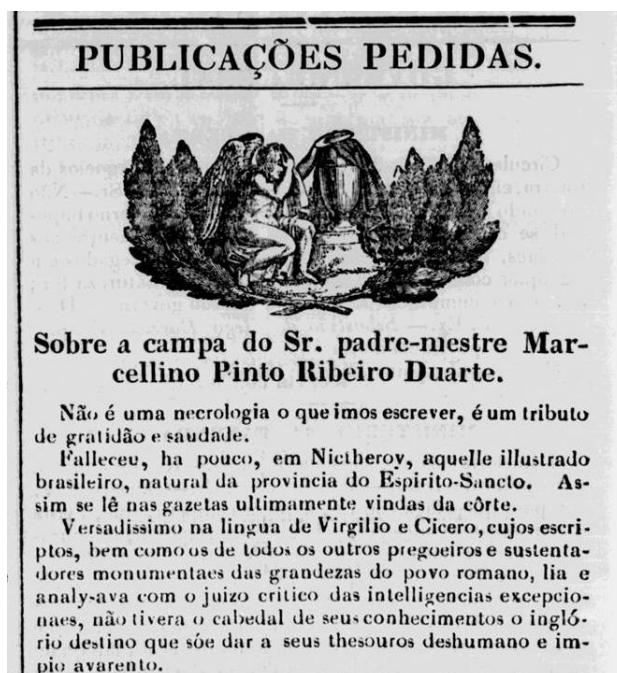 PUBLICAÇÕES PEDIDAS.
Sobre a campa do Sr. padre-mestre Mar-
cellino Pinto Ribeiro Duarte.
Não é uma necrologia o que imos escrever, é um tributo
de gratidão e saudade.
Falleceu, ha pouco, em Nictheroy, aquelle illustrado
brasileiro, natural da provincia do Espirito-Sancto. As-
sim se lê nas gazetas ultimamente vindas da côrte.
Versadissimo na lingua de Virgilio e Cicero, cujos escri-
ptos, bem como os de todos os outros pregoeiros e sustenta-
dores monumentaes das grandezas do povo romano, lia e
analy-ava com o juizo critico das intelligencias excepcio-
naes, não tivera o cabedal de seus conhecimentos o ingló-
rio destino que sóe dar a seus thesouros deshumano e im-
pio avarento.